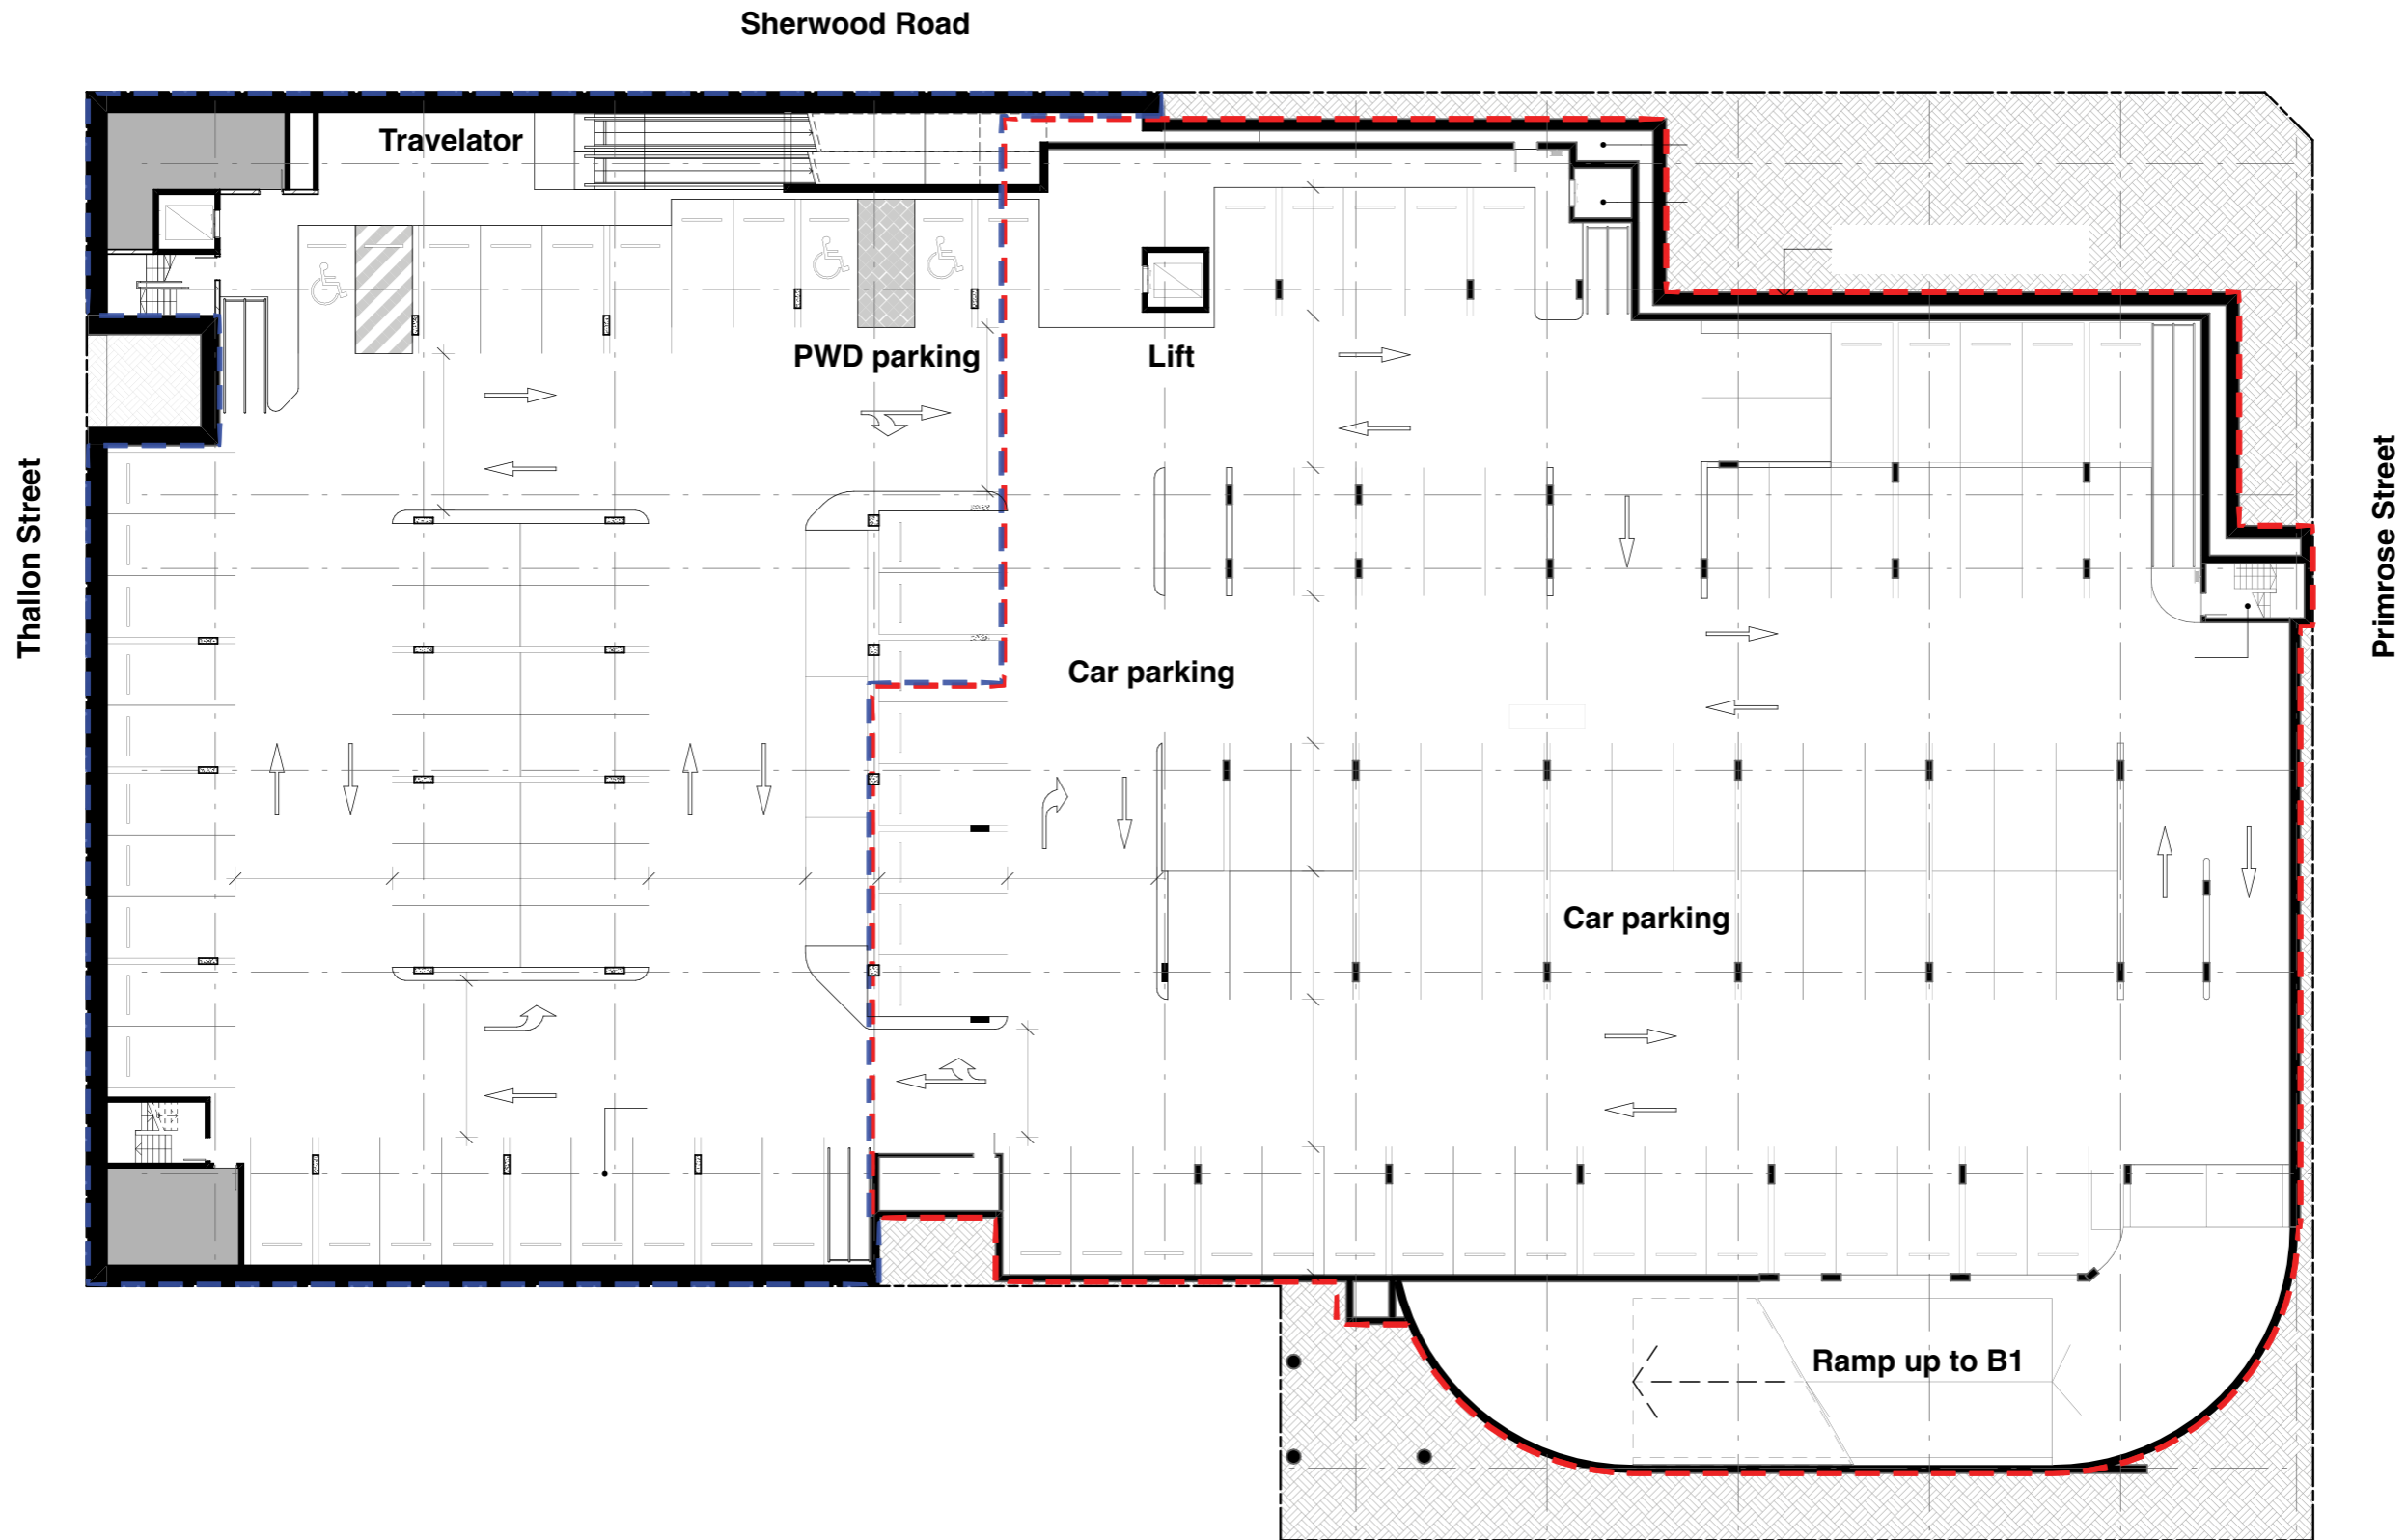 Sherwood Road
Travelator
PWD parking
Lift
Thallon Street
Primrose Street
Car parking
Car parking
Ramp up to B1